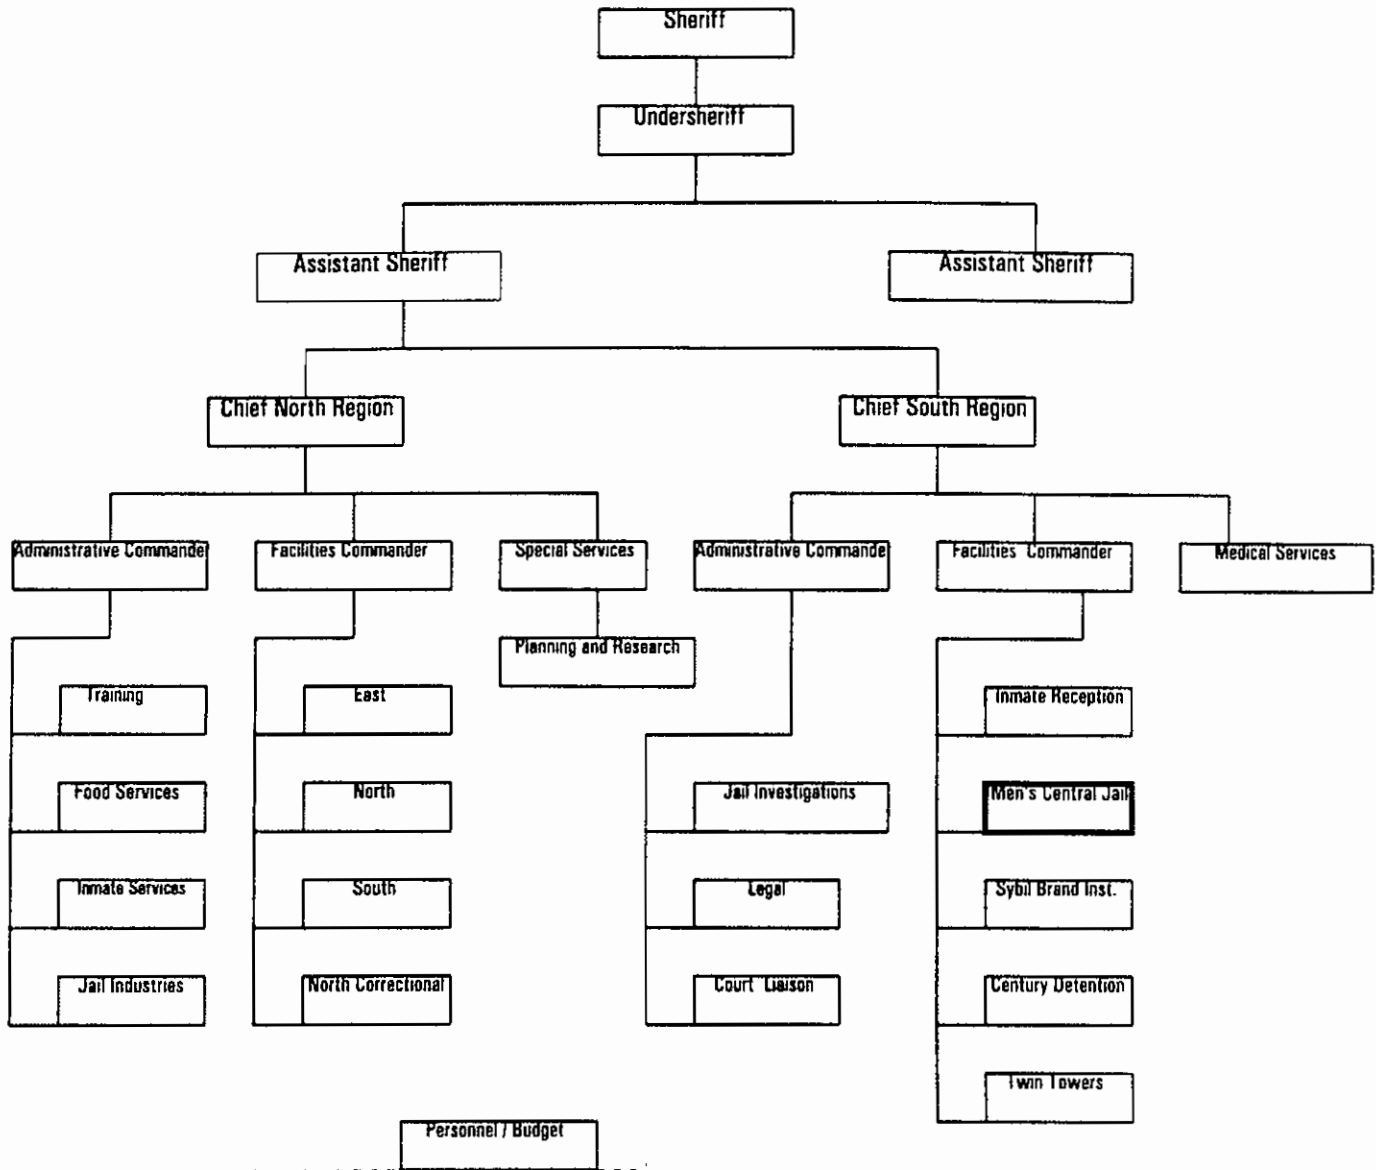 Sheriff
Undersheriff
Assistant Sheriff
Assistant Sheriff
Chief North Region
Chief South Region
Administrative Commander
Facilities Commander
Special Services
Administrative Commande
Facilities Commander
Medical Services
Planning and Research
Training
East
Inmate Reception
Food Services
North
Jail Investigations
Men's Central Jail
Inmate Services
South
Legal
Sybil Brand Inst.
Jail Industries
North Correctional
Court Liaison
Century Detention
Twin Towers
Personnel / Budget